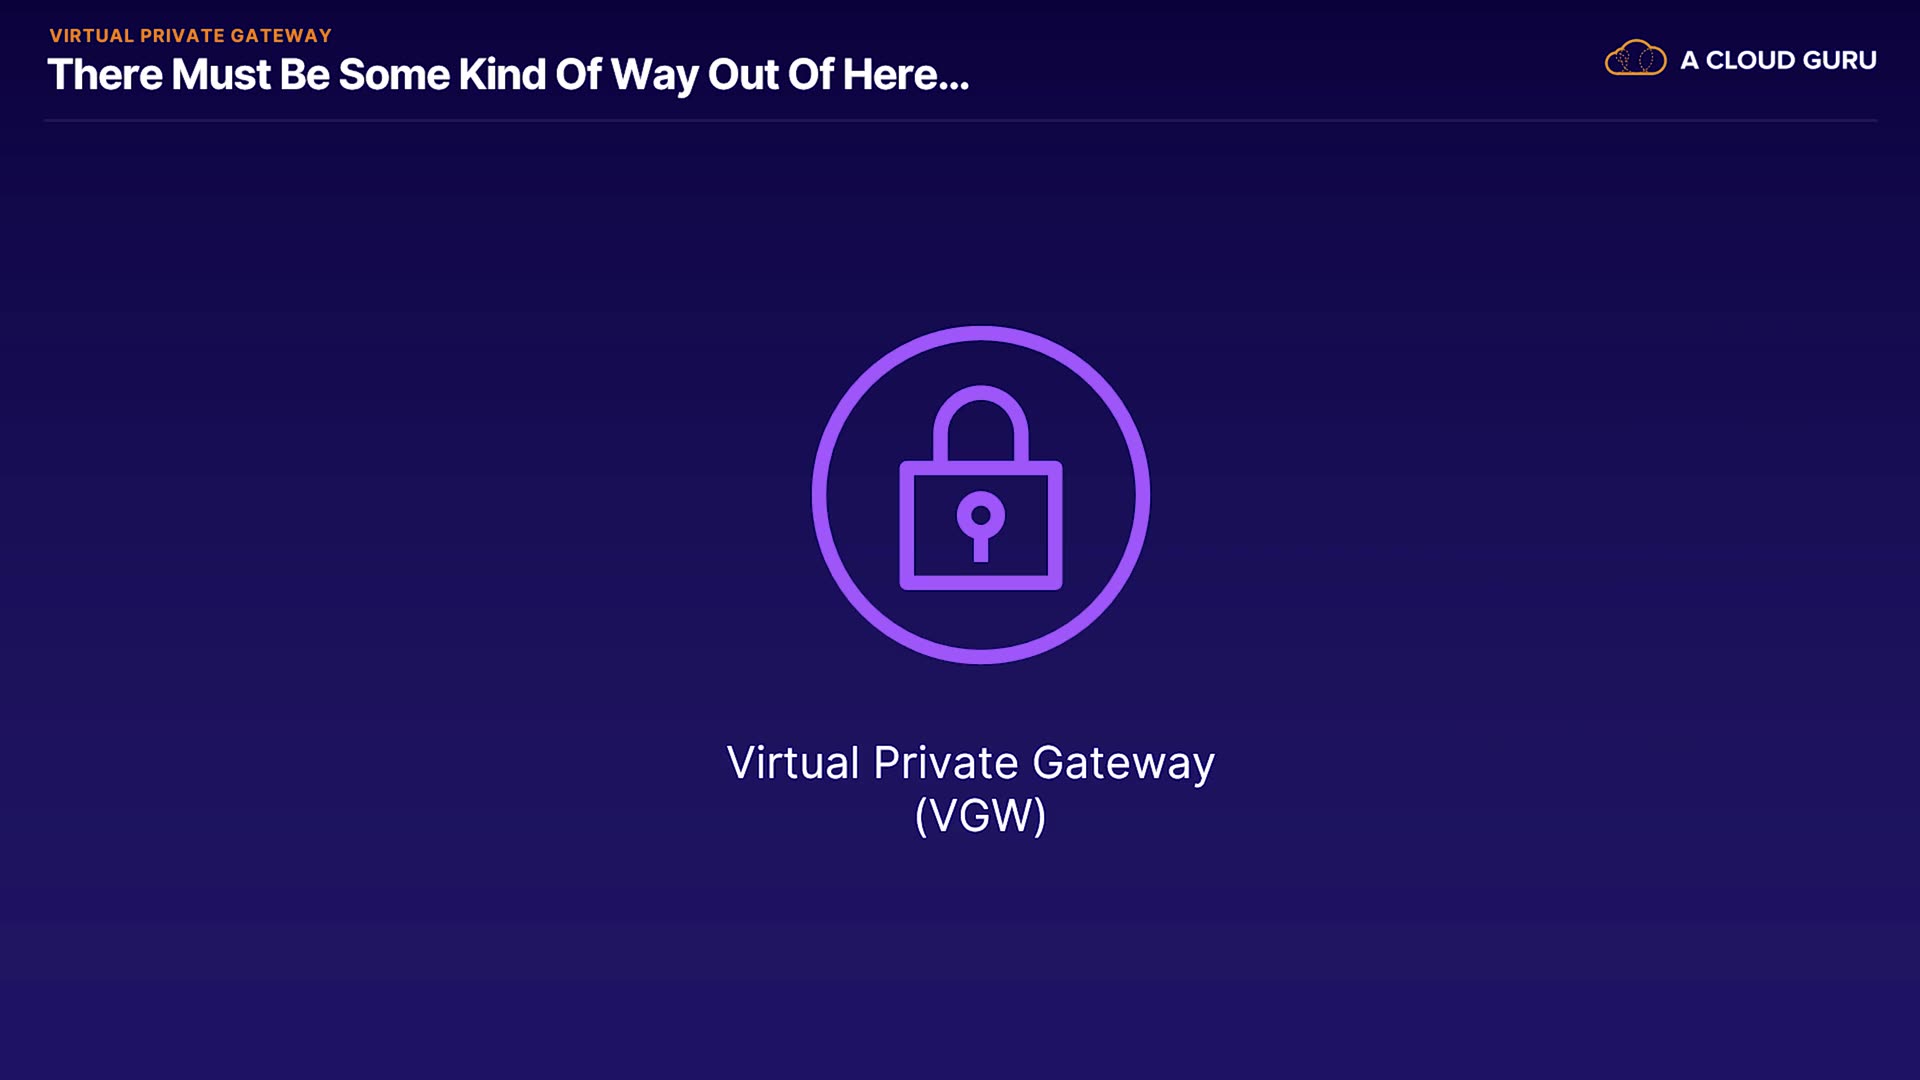 VIRTUAL PRIVATE GATEWAY
There Must Be Some Kind Of Way Out Of Here...
A CLOUD GURU
Virtual Private Gateway
(VGW)